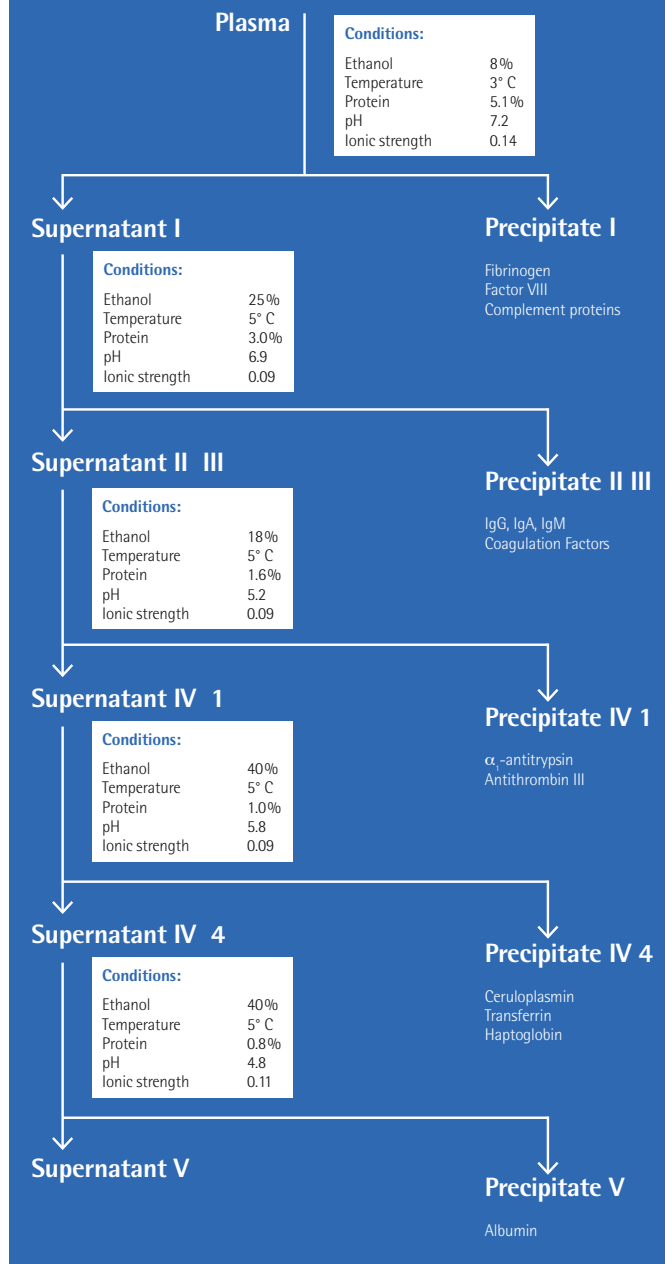 Plasma
Conditions:
Ethanol 8%
Temperature 3° C
Protein 5.1%
pH 7.2
Ionic strength 0.14
Supernatant I
Precipitate I
Fibrinogen
Factor VIII
Complement proteins
Conditions:
Ethanol 25%
Temperature 5° C
Protein 3.0%
pH 6.9
Ionic strength 0.09
Supernatant II III
Precipitate II III
IgG, IgA, IgM
Coagulation Factors
Conditions:
Ethanol 18%
Temperature 5° C
Protein 1.6%
pH 5.2
Ionic strength 0.09
Supernatant IV 1
Precipitate IV 1
α₁-antitrypsin
Antithrombin III
Conditions:
Ethanol 40%
Temperature 5° C
Protein 1.0%
pH 5.8
Ionic strength 0.09
Supernatant IV 4
Precipitate IV 4
Ceruloplasmin
Transferrin
Haptoglobin
Conditions:
Ethanol 40%
Temperature 5° C
Protein 0.8%
pH 4.8
Ionic strength 0.11
Supernatant V
Precipitate V
Albumin